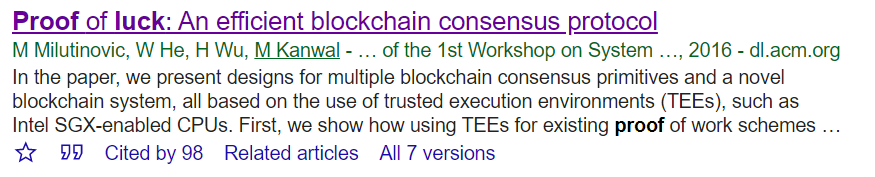 Proof of luck: An efficient blockchain consensus protocol
M Milutinovic, W He, H Wu, M Kanwal - … of the 1st Workshop on System …, 2016 - dl.acm.org
In the paper, we present designs for multiple blockchain consensus primitives and a novel
blockchain system, all based on the use of trusted execution environments (TEEs), such as
Intel SGX-enabled CPUs. First, we show how using TEEs for existing proof of work schemes …
Cited by 98 Related articles All 7 versions